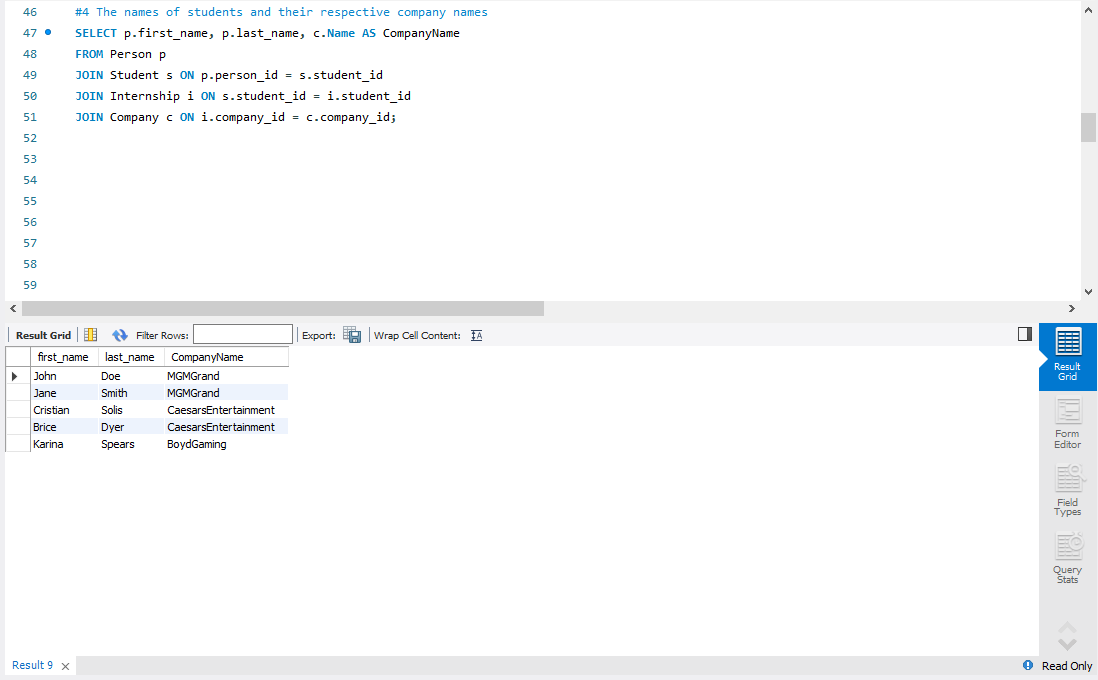 46 #4 The names of students and their respective company names
47 SELECT p.first_name, p.last_name, c.Name AS CompanyName
48 FROM Person p
49 JOIN Student s ON p.person_id = s.student_id
50 JOIN Internship i ON s.student_id = i.student_id
51 JOIN Company c ON i.company_id = c.company_id;
52
53
54
55
56
57
58
59
Result Grid Filter Rows: Export: Wrap Cell Content: IA
first_name last_name CompanyName
John Doe MGMGrand
Jane Smith MGMGrand
Cristian Solis CaesarsEntertainment
Brice Dyer CaesarsEntertainment
Karina Spears BoydGaming
Result
Grid
Form
Editor
Field
Types
Query
Stats
Result 9
Read Only